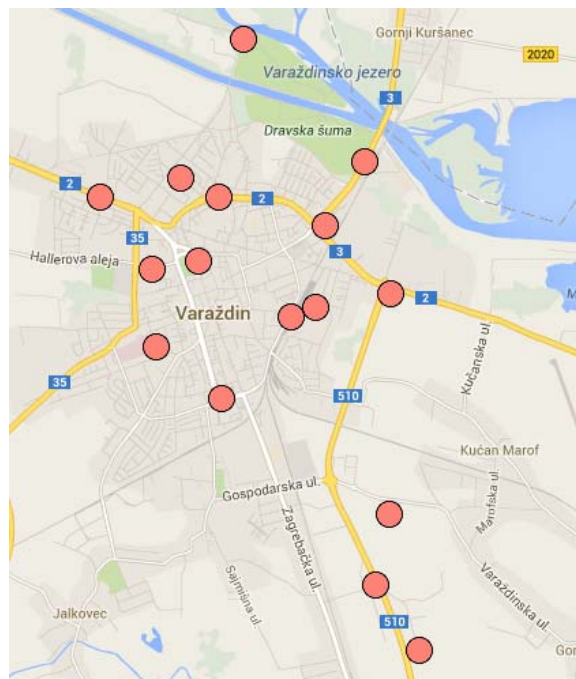 Gornji Kuršanec
2020
Varaždinsko jezero
3
Dravska šuma
2
2
35
Hallerova aleja
3
2
Varaždin
Kučanska ul.
35
510
Kućan Marof
Gospodarska ul.
Marofska ul.
Zagrebačka ul.
Sajmišna ul.
Varaždinska ul.
Jalkovec
510